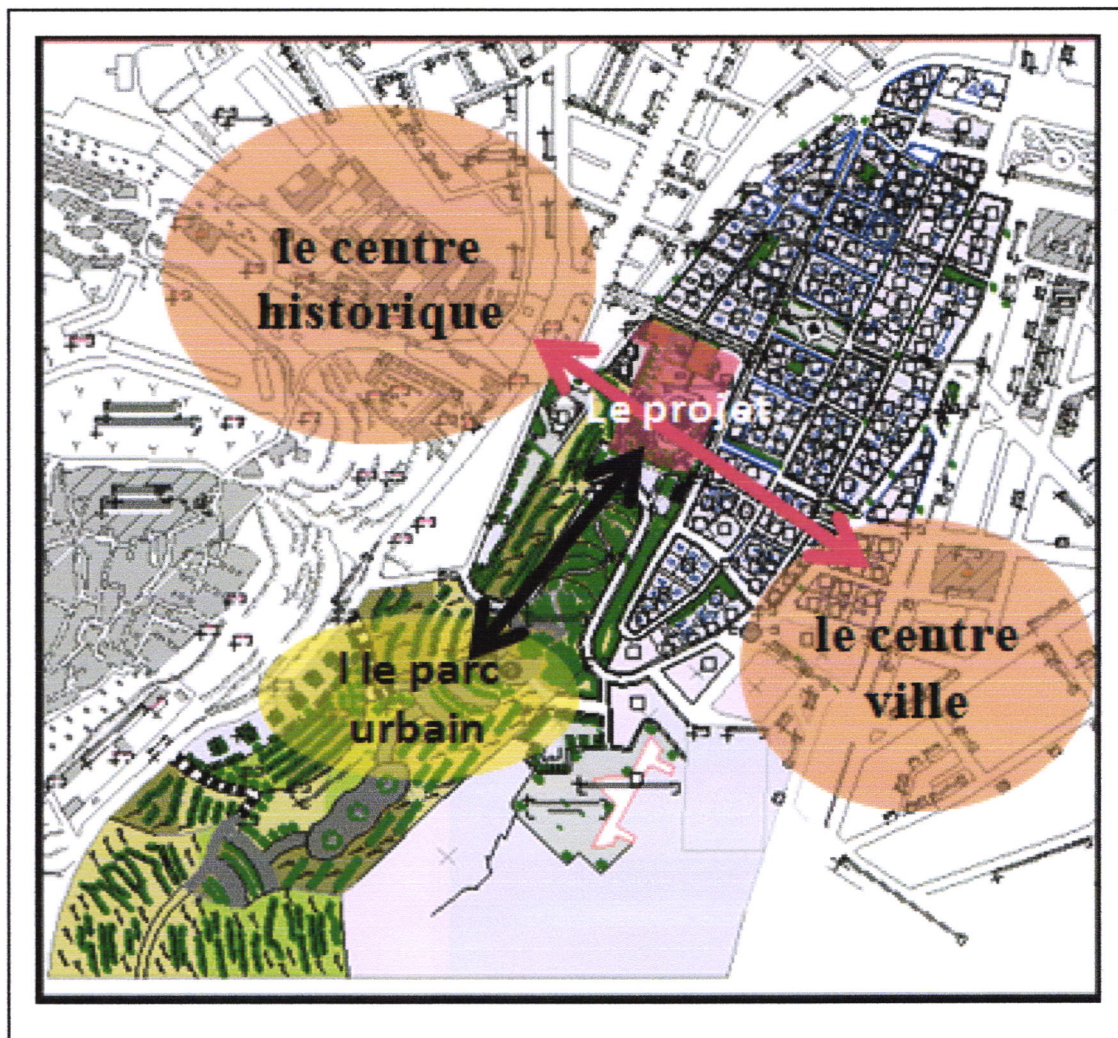 le centre
historique
Le projet
l le parc
urbain
le centre
ville